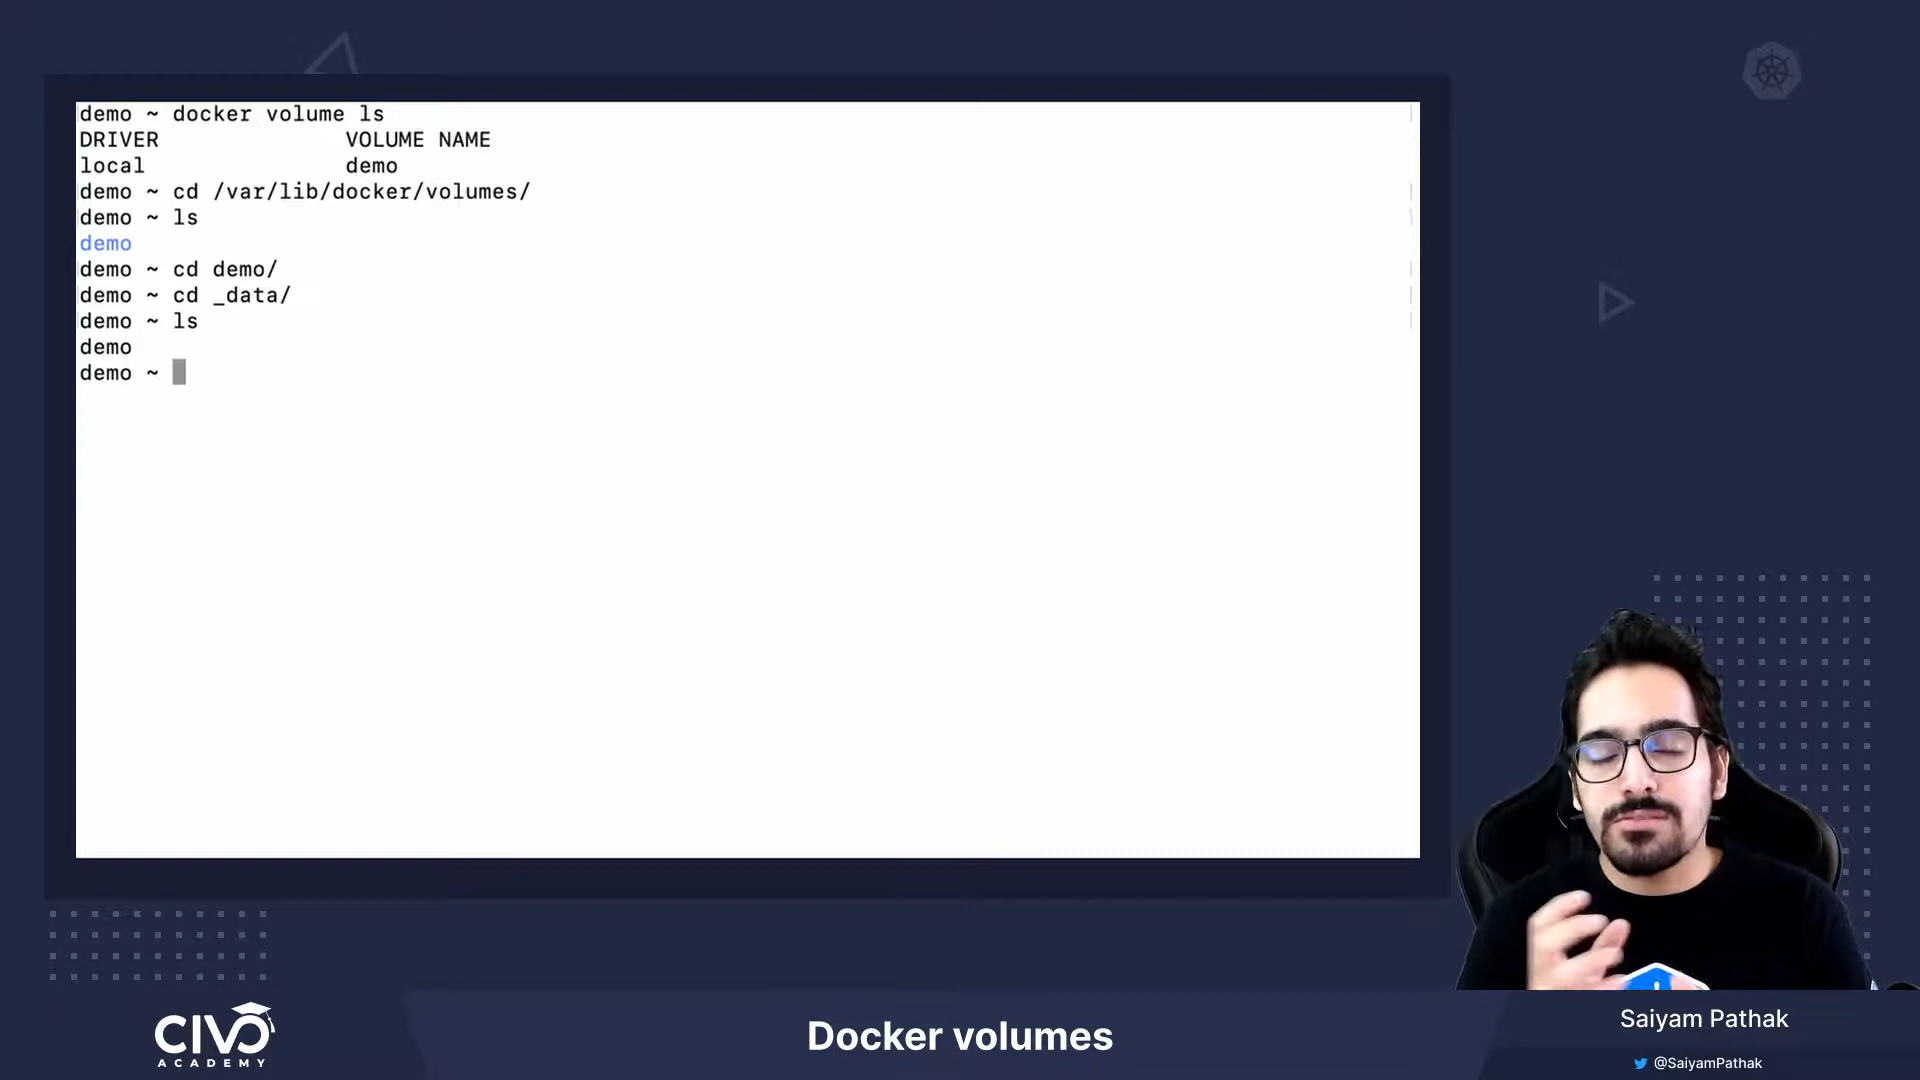 demo ~ docker volume ls
DRIVER VOLUME NAME
local demo
demo ~ cd /var/lib/docker/volumes/
demo ~ ls
demo
demo ~ cd demo/
demo ~ cd _data/
demo ~ ls
demo
demo ~
CIVO
ACADEMY
Docker volumes
Saiyam Pathak
@SaiyamPathak